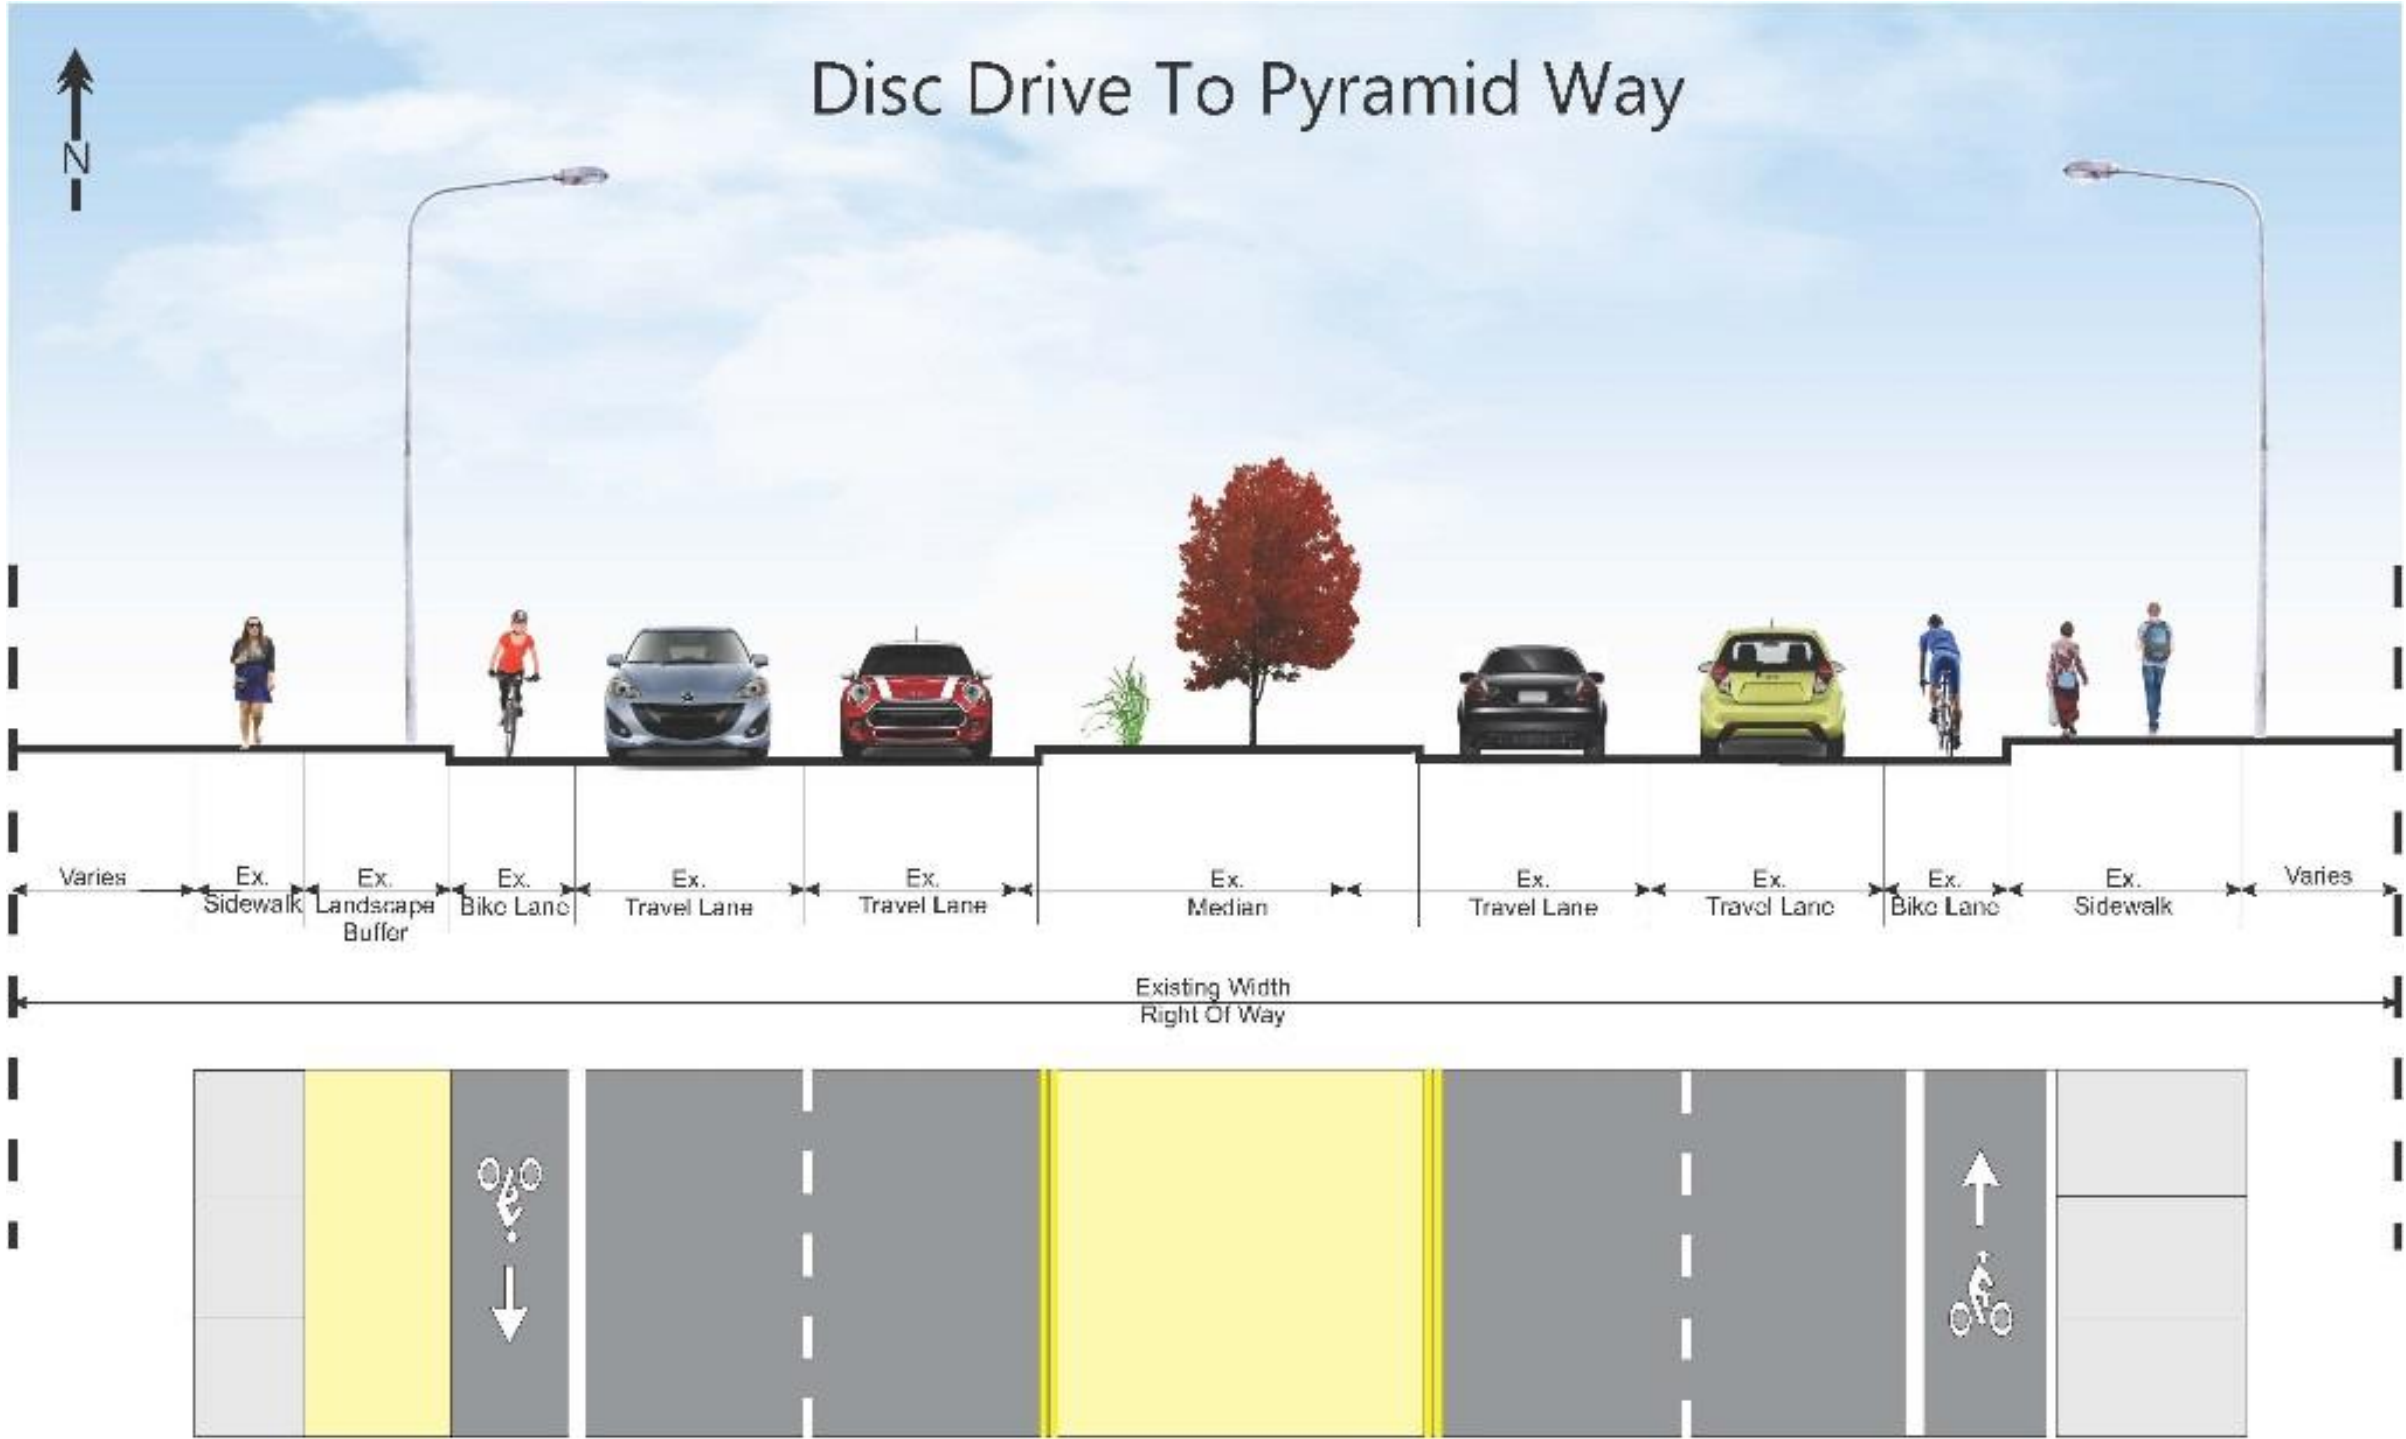 Disc Drive To Pyramid Way
N
Varies
Ex.
Sidewalk
Ex.
Landscape
Buffer
Ex.
Bike Lane
Ex.
Travel Lane
Ex.
Travel Lane
Ex.
Median
Ex.
Travel Lane
Ex.
Travel Lane
Ex.
Bike Lane
Ex.
Sidewalk
Varies
Existing Width
Right Of Way